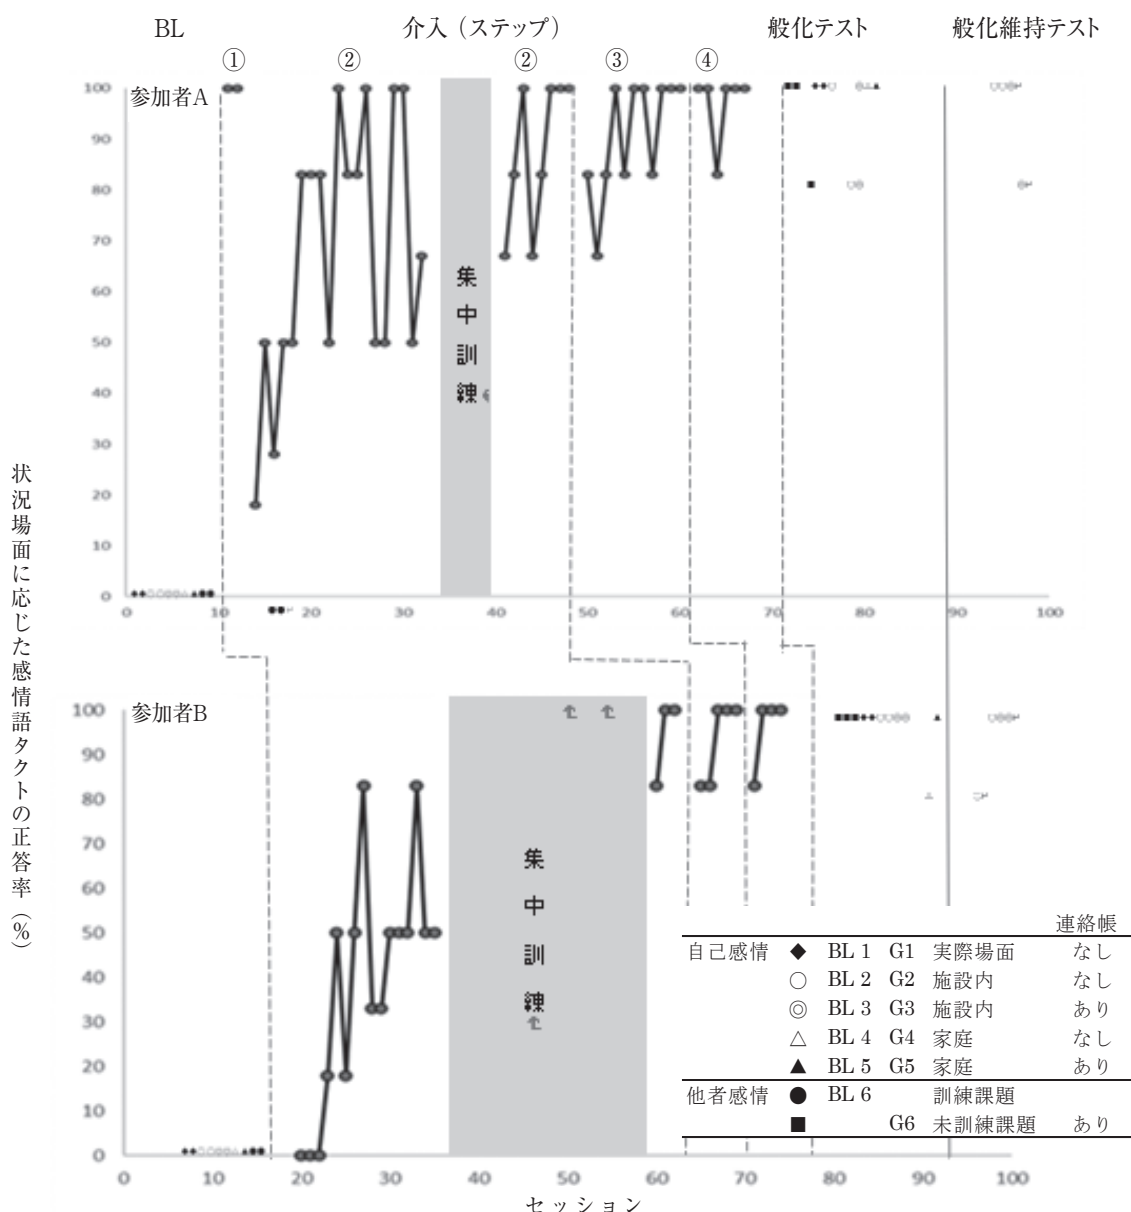 BL 介入（ステップ） 般化テスト 般化維持テスト
① ② ② ③ ④
参加者A
100
90
80
70
60
50
40
30
20
10
0
0 10 20 30 40 50 60 70 80 90 100
集中訓練
状況場面に応じた感情語タクトの正答率（%）
参加者B
100
90
80
70
60
50
40
30
20
10
0
集中訓練
0 10 20 30 40 50 60 70 80 90 100
セッション
連絡帳
自己感情 ◆ BL 1 G1 実際場面 なし
○ BL 2 G2 施設内 なし
◎ BL 3 G3 施設内 あり
△ BL 4 G4 家庭 なし
▲ BL 5 G5 家庭 あり
他者感情 ● BL 6 訓練課題
■ G6 未訓練課題 あり